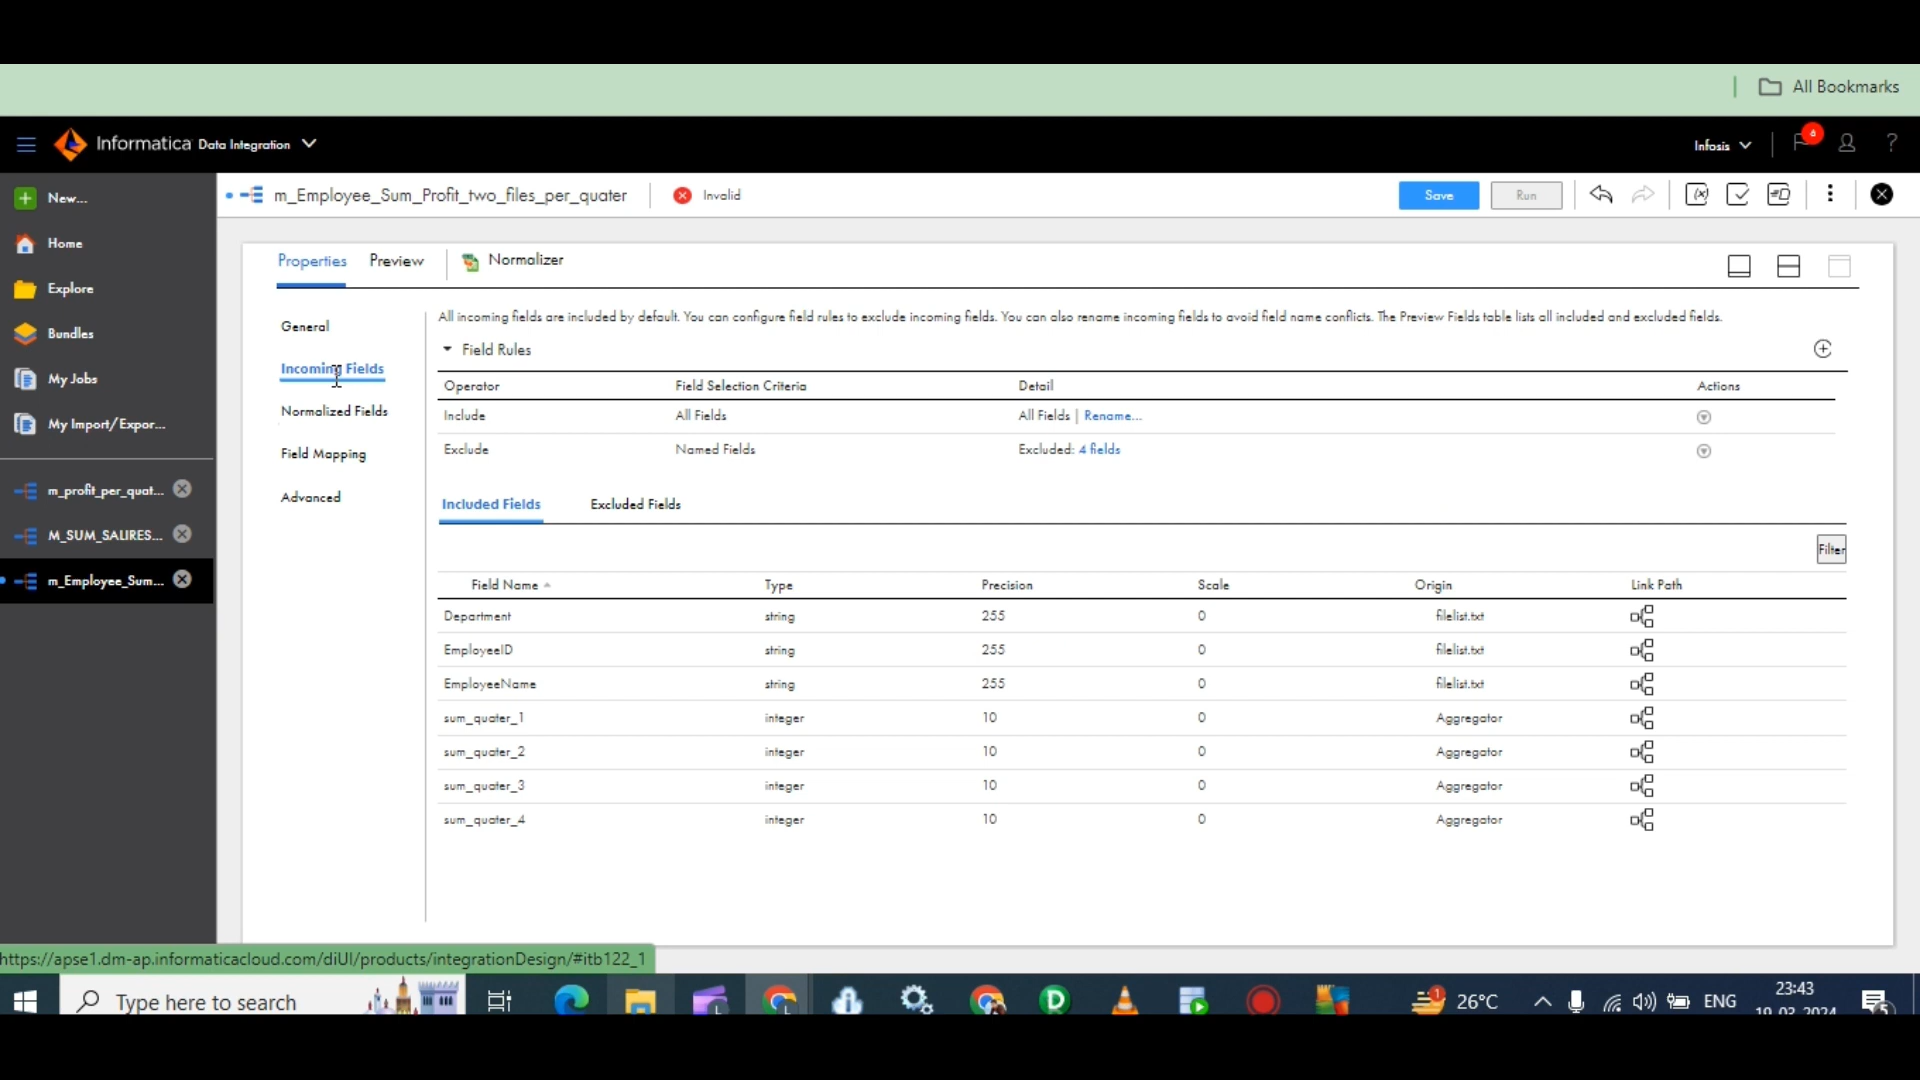 All Bookmarks
Informatica Data Integration
Infosis
6
?
New...
Home
Explore
Bundles
My Jobs
My Import/Expor...
m_profit_per_quat...
M_SUM_SALIRES...
m_Employee_Sum...
m_Employee_Sum_Profit_two_files_per_quater
Invalid
Save
Run
Properties Preview Normalizer
General
Incoming Fields
Normalized Fields
Field Mapping
Advanced
All incoming fields are included by default. You can configure field rules to exclude incoming fields. You can also rename incoming fields to avoid field name conflicts. The Preview Fields table lists all included and excluded fields.
Field Rules
Operator Field Selection Criteria Detail Actions
Include All Fields All Fields | Rename...
Exclude Named Fields Excluded: 4 fields
Included Fields Excluded Fields
Filter
Field Name Type Precision Scale Origin Link Path
Department string 255 0 filelist.txt
EmployeeID string 255 0 filelist.txt
EmployeeName string 255 0 filelist.txt
sum_quater_1 integer 10 0 Aggregator
sum_quater_2 integer 10 0 Aggregator
sum_quater_3 integer 10 0 Aggregator
sum_quater_4 integer 10 0 Aggregator
https://apse1.dm-ap.informaticacloud.com/diUI/products/integrationDesign/#itb122_1
Type here to search
1
26°C
ENG
23:43
19-03-2024
5